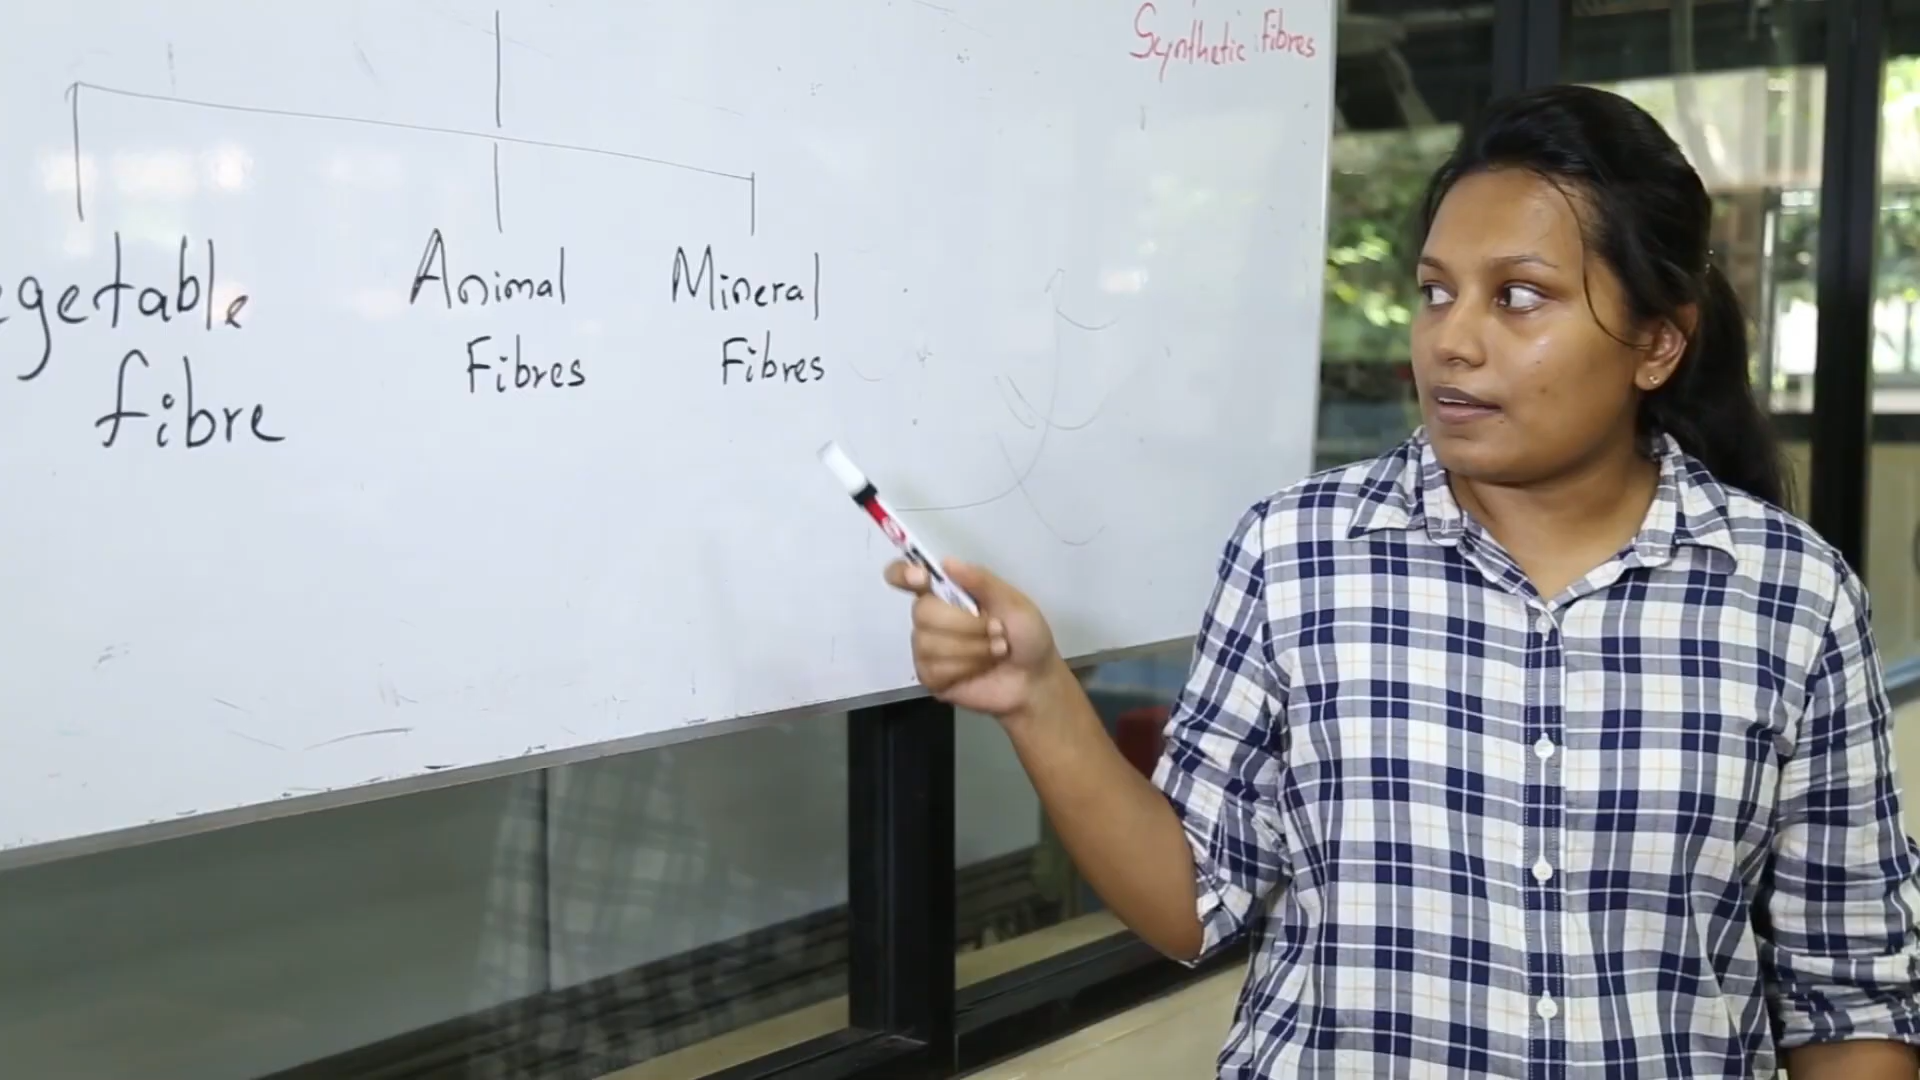 Synthetic Fibres
egetable
fibre
Animal
Fibres
Mineral
Fibres